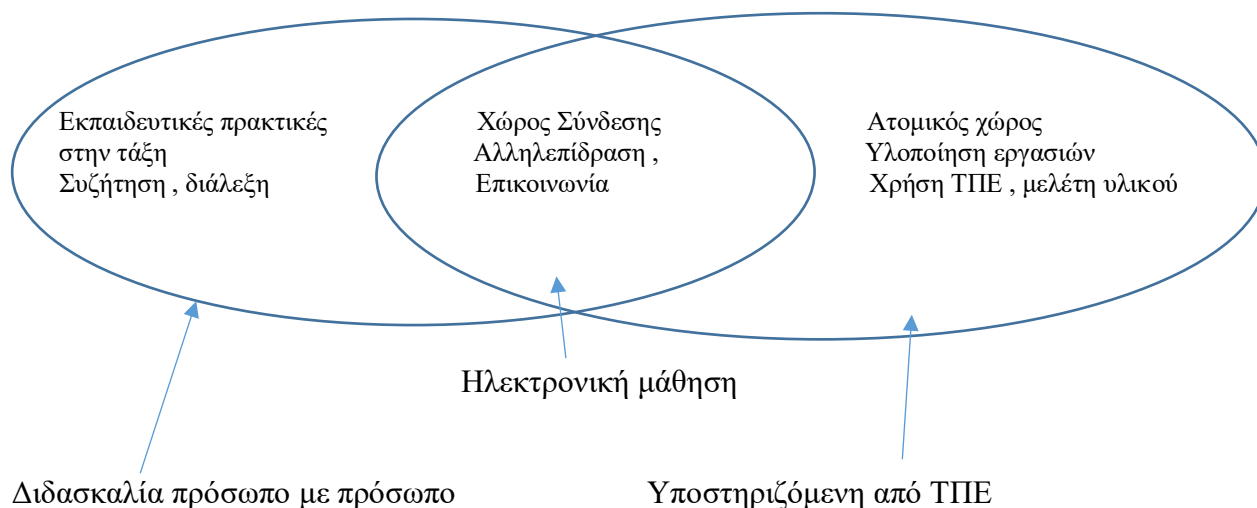 Εκπαιδευτικές πρακτικές
στην τάξη
Συζήτηση , διάλεξη
Χώρος Σύνδεσης
Αλληλεπίδραση ,
Επικοινωνία
Ατομικός χώρος
Υλοποίηση εργασιών
Χρήση ΤΠΕ , μελέτη υλικού
Ηλεκτρονική μάθηση
Διδασκαλία πρόσωπο με πρόσωπο
Υποστηριζόμενη από ΤΠΕ